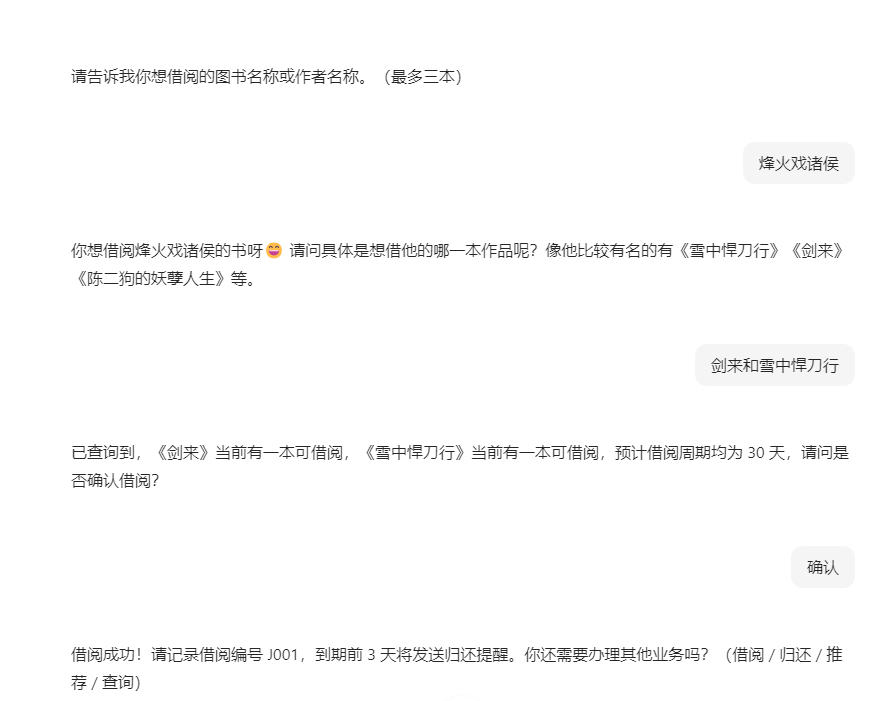 请告诉我你想借阅的图书名称或作者名称。（最多三本）
烽火戏诸侯
你想借阅烽火戏诸侯的书呀😄 请问具体是想借他的哪一本作品呢？像他比较有名的有《雪中悍刀行》《剑来》
《陈二狗的妖孽人生》等。
剑来和雪中悍刀行
已查询到，《剑来》当前有一本可借阅，《雪中悍刀行》当前有一本可借阅，预计借阅周期均为 30 天，请问是
否确认借阅？
确认
借阅成功！请记录借阅编号 J001，到期前 3 天将发送归还提醒。你还需要办理其他业务吗？（借阅 / 归还 / 推
荐 / 查询）